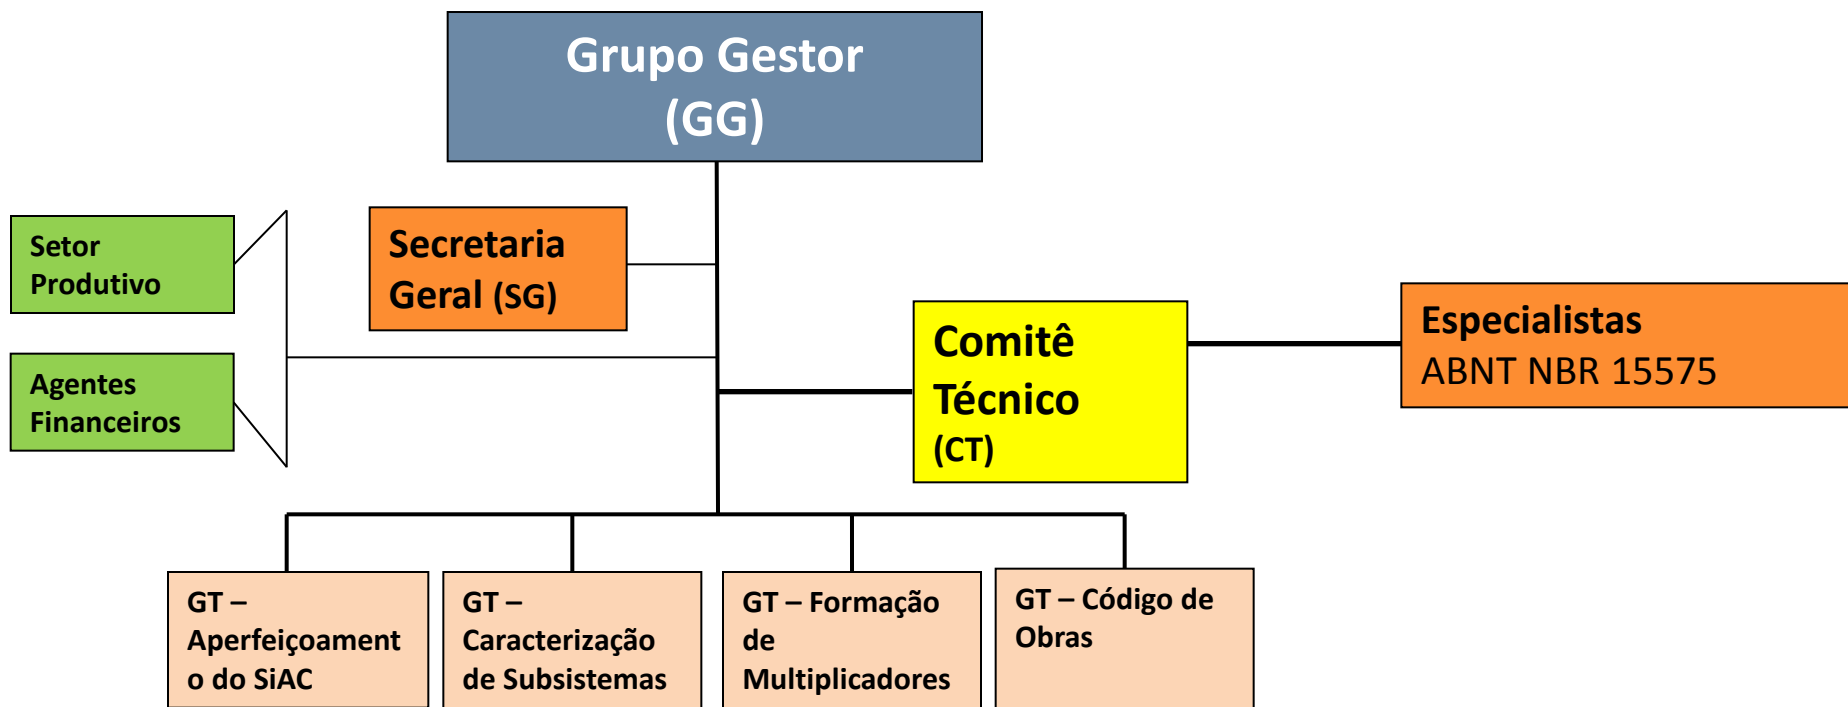 Grupo Gestor
(GG)
Setor
Produtivo
Secretaria
Geral (SG)
Agentes
Financeiros
Comitê
Técnico
(CT)
Especialistas
ABNT NBR 15575
GT –
Aperfeiçoament
o do SiAC
GT –
Caracterização
de Subsistemas
GT – Formação
de
Multiplicadores
GT – Código de
Obras